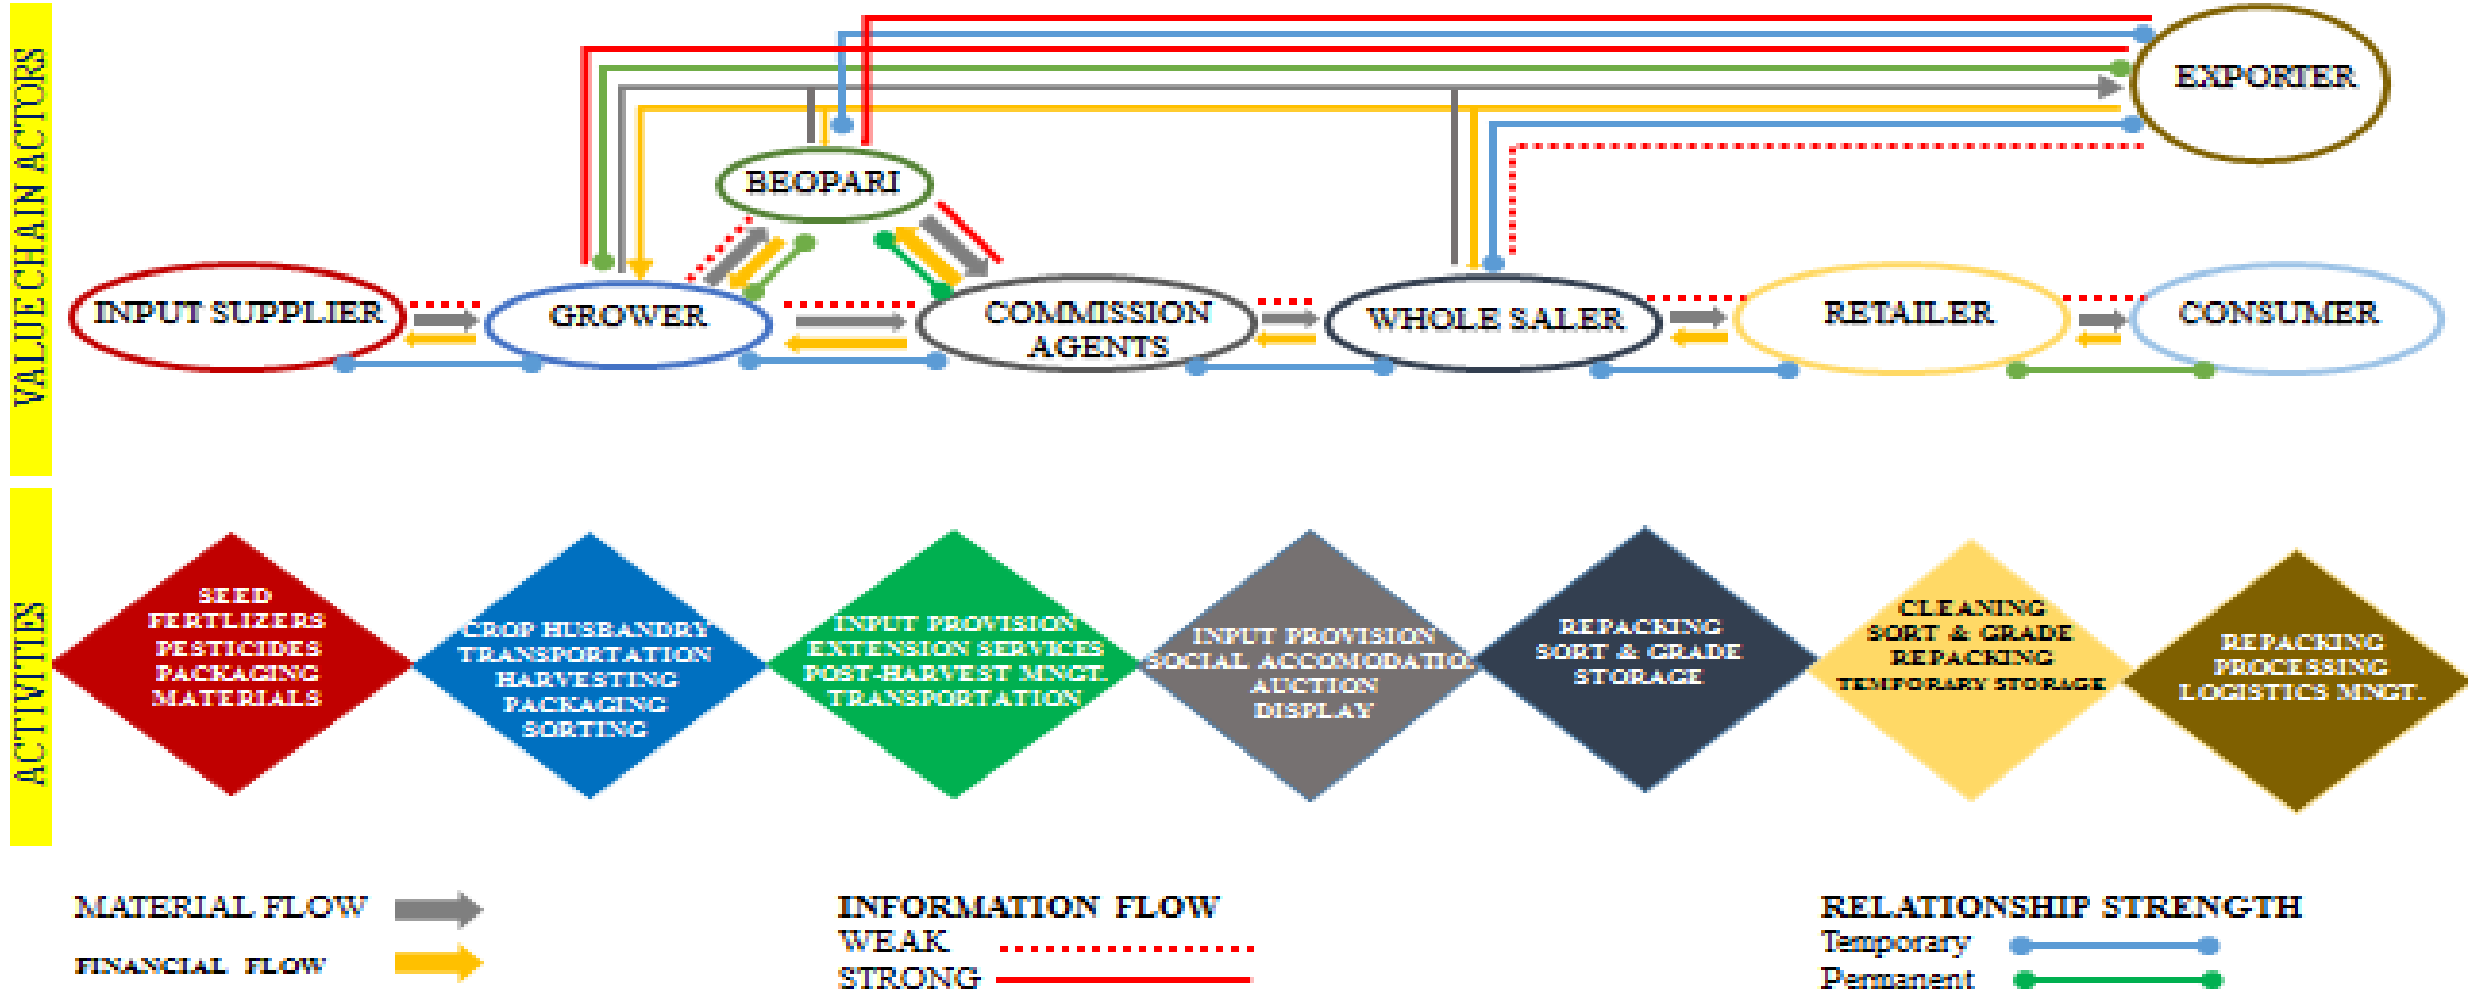 VALUE CHAIN ACTORS
EXPORTER
BEOPARI
INPUT SUPPLIER
GROWER
COMMISSION
AGENTS
WHOLE SALER
RETAILER
CONSUMER
ACTIVITIES
SEED
FERTLIZERS
PESTICIDES
PACKAGING
MATERIALS
CROP HUSBANDRY
TRANSPORTATION
HARVESTING
PACKAGING
SORTING
INPUT PROVISION
EXTENSION SERVICES
POST-HARVEST MNGT.
TRANSPORTATION
INPUT PROVISION
SOCIAL ACCOMODATIO
AUCTION
DISPLAY
REPACKING
SORT & GRADE
STORAGE
CLEANING
SORT & GRADE
REPACKING
TEMPORARY STORAGE
REPACKING
PROCESSING
LOGISTICS MNGT.
MATERIAL FLOW
FINANCIAL FLOW
INFORMATION FLOW
WEAK
STRONG
RELATIONSHIP STRENGTH
Temporary
Permanent